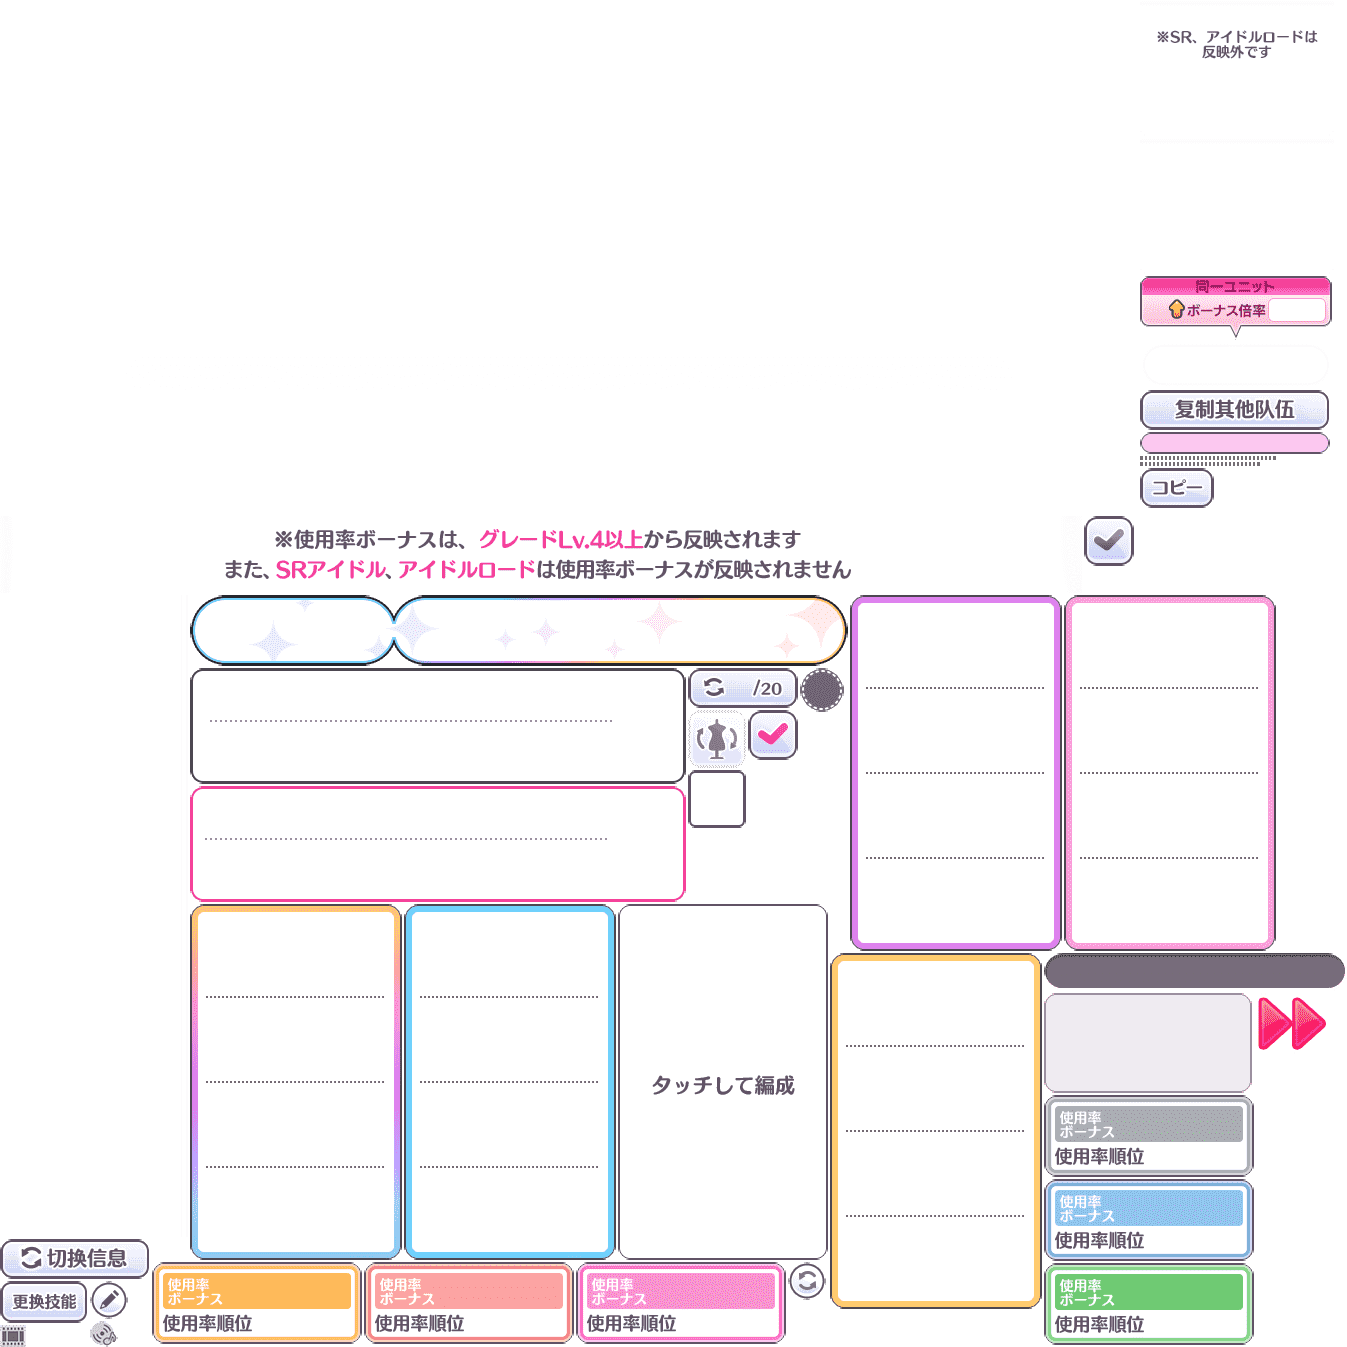 ※SR、アイドルロードは
反映外です
同一ユニット
ボーナス倍率
复制其他队伍
コピー
※使用率ボーナスは、グレードLv.4以上から反映されます
また、SRアイドル、アイドルロードは使用率ボーナスが反映されません
/20
タッチして編成
使用率
ボーナス
使用率順位
使用率
ボーナス
使用率順位
切换信息
更换技能
使用率
ボーナス
使用率順位
使用率
ボーナス
使用率順位
使用率
ボーナス
使用率順位
使用率
ボーナス
使用率順位